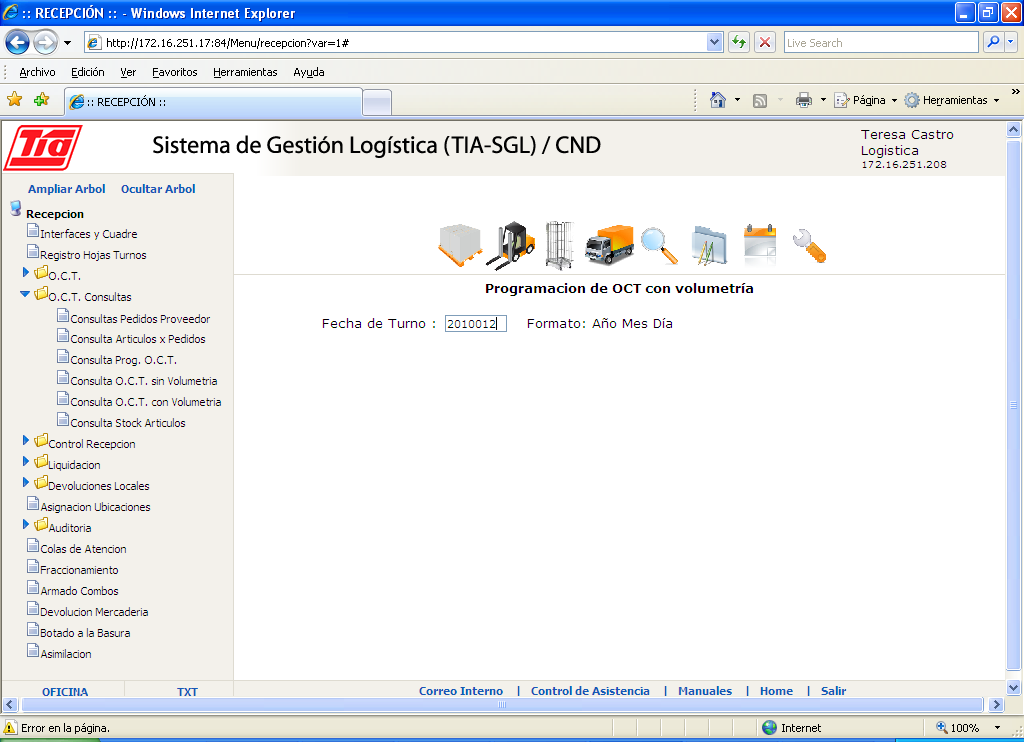 :: RECEPCIÓN :: - Windows Internet Explorer
http://172.16.251.17:84/Menu/recepcion?var=1#
Live Search
Archivo Edición Ver Favoritos Herramientas Ayuda
:: RECEPCIÓN ::
Página Herramientas »
Tia
Sistema de Gestión Logística (TIA-SGL) / CND
Teresa Castro
Logistica
172.16.251.208
Ampliar Arbol Ocultar Arbol
Recepcion
Interfaces y Cuadre
Registro Hojas Turnos
O.C.T.
O.C.T. Consultas
Consultas Pedidos Proveedor
Consulta Articulos x Pedidos
Consulta Prog. O.C.T.
Consulta O.C.T. sin Volumetria
Consulta O.C.T. con Volumetria
Consulta Stock Articulos
Control Recepcion
Liquidacion
Devoluciones Locales
Asignacion Ubicaciones
Auditoria
Colas de Atencion
Fraccionamiento
Armado Combos
Devolucion Mercaderia
Botado a la Basura
Asimilacion
Programacion de OCT con volumetría
Fecha de Turno : 2010012 Formato: Año Mes Día
OFICINA TXT
Correo Interno | Control de Asistencia | Manuales | Home | Salir
Error en la página.
Internet
100%